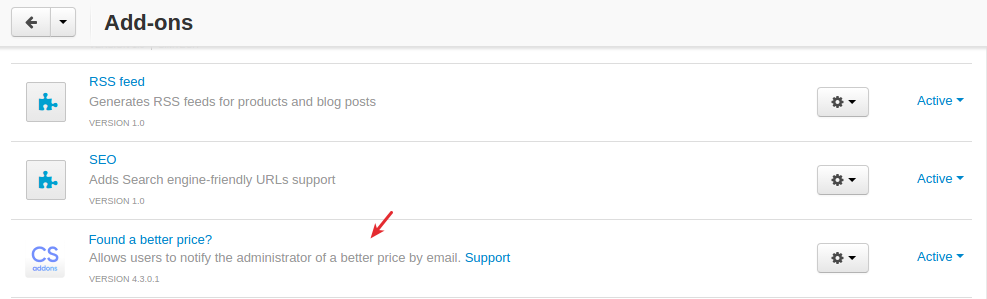 Add-ons
RSS feed
Generates RSS feeds for products and blog posts
VERSION 1.0
Active
SEO
Adds Search engine-friendly URLs support
VERSION 1.0
Active
CS
addons
Found a better price?
Allows users to notify the administrator of a better price by email. Support
VERSION 4.3.0.1
Active